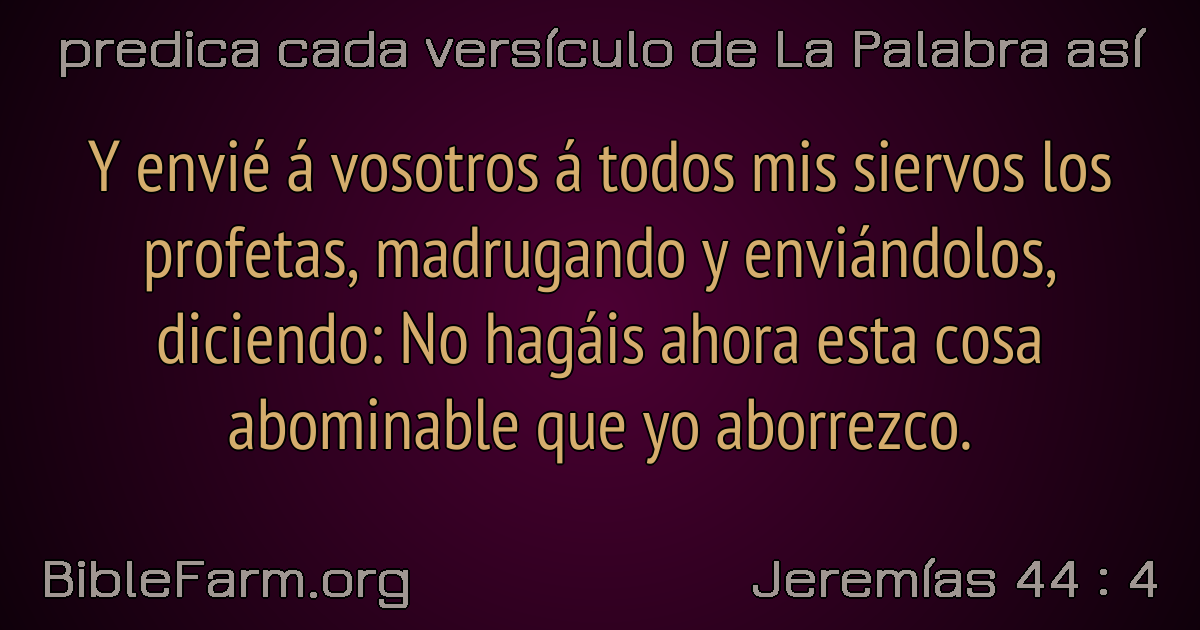 predica cada versículo de La Palabra así
Y envié á vosotros á todos mis siervos los
profetas, madrugando y enviándolos,
diciendo: No hagáis ahora esta cosa
abominable que yo aborrezco.
BibleFarm.org
Jeremías 44 : 4